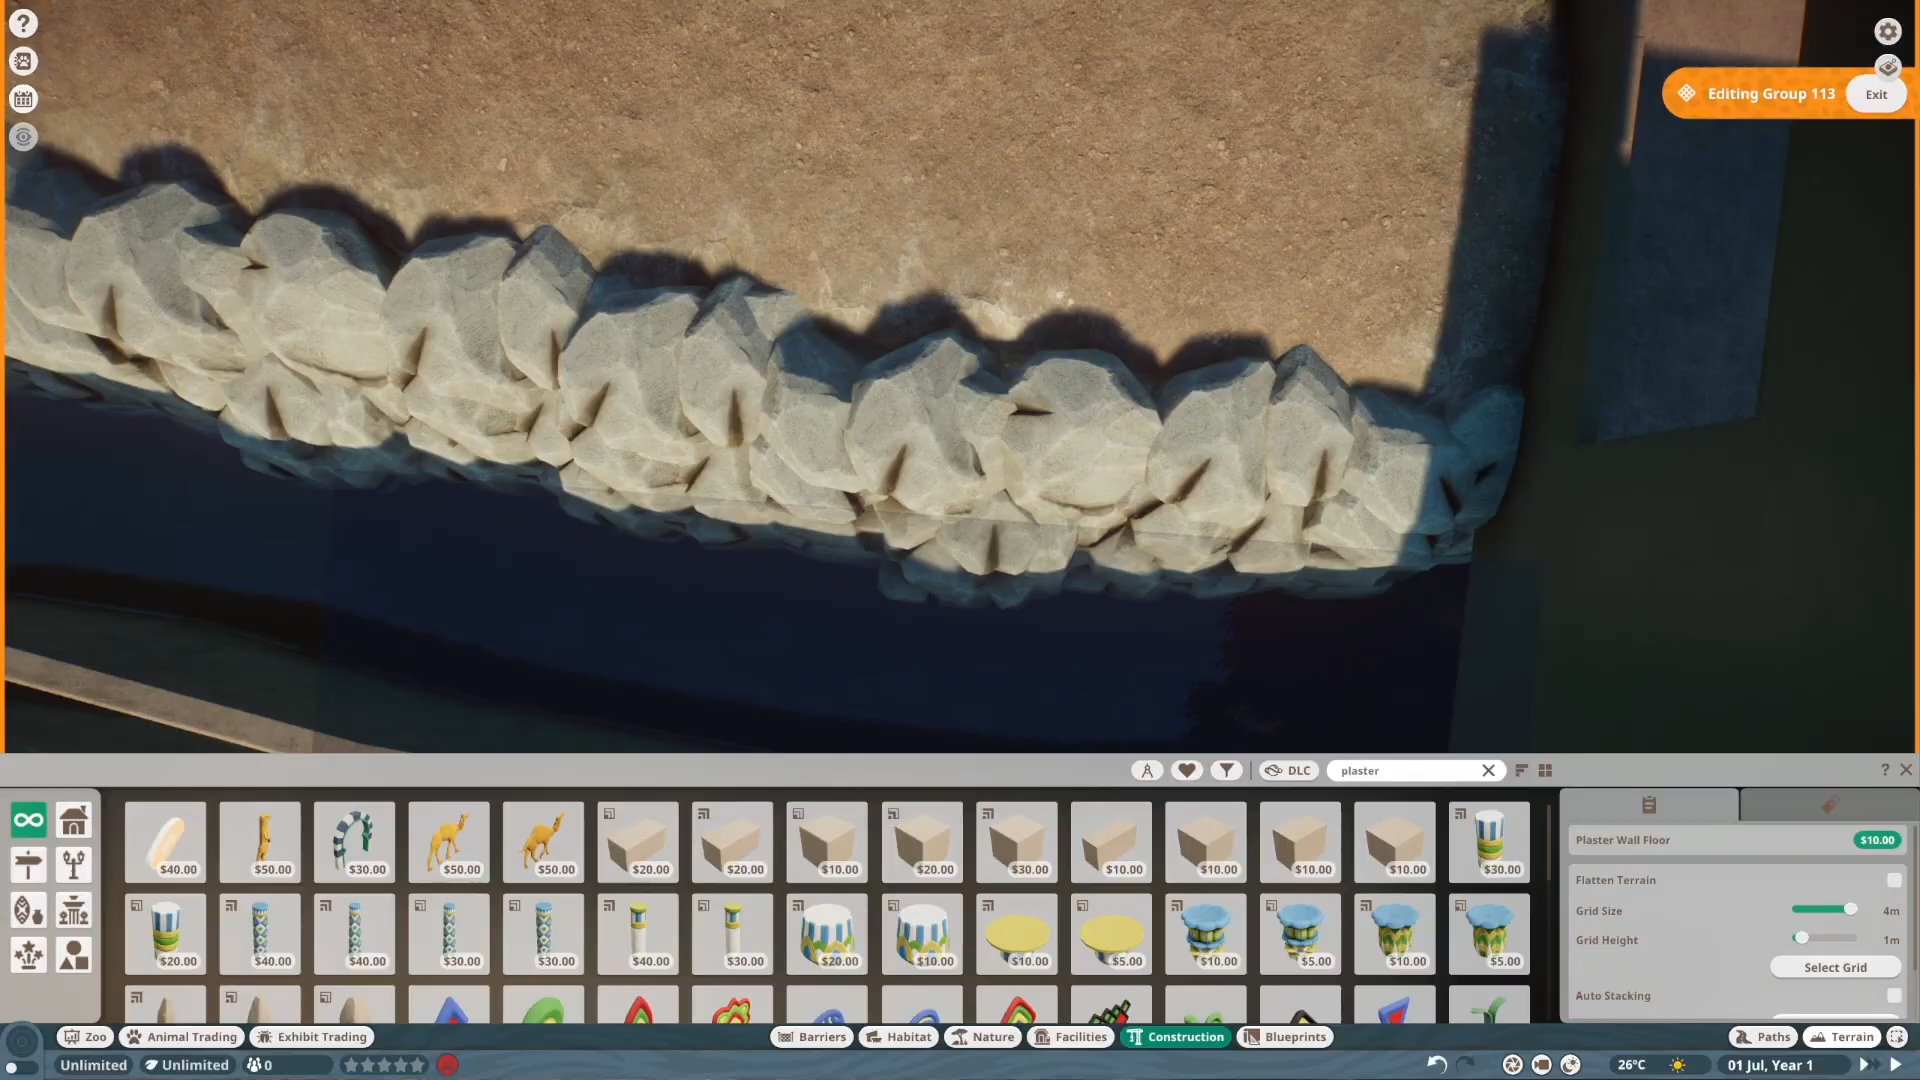 ?
Editing Group 113
Exit
DLC
plaster
?
$40.00
$50.00
$30.00
$50.00
$50.00
$20.00
$20.00
$10.00
$20.00
$30.00
$10.00
$10.00
$10.00
$10.00
$30.00
$20.00
$40.00
$40.00
$30.00
$30.00
$40.00
$30.00
$20.00
$10.00
$10.00
$5.00
$10.00
$5.00
$10.00
$5.00
Plaster Wall Floor
$10.00
Flatten Terrain
Grid Size
4m
Grid Height
1m
Select Grid
Auto Stacking
Zoo
Animal Trading
Exhibit Trading
Barriers
Habitat
Nature
Facilities
Construction
Blueprints
Paths
Terrain
Unlimited
Unlimited
0
26°C
01 Jul, Year 1